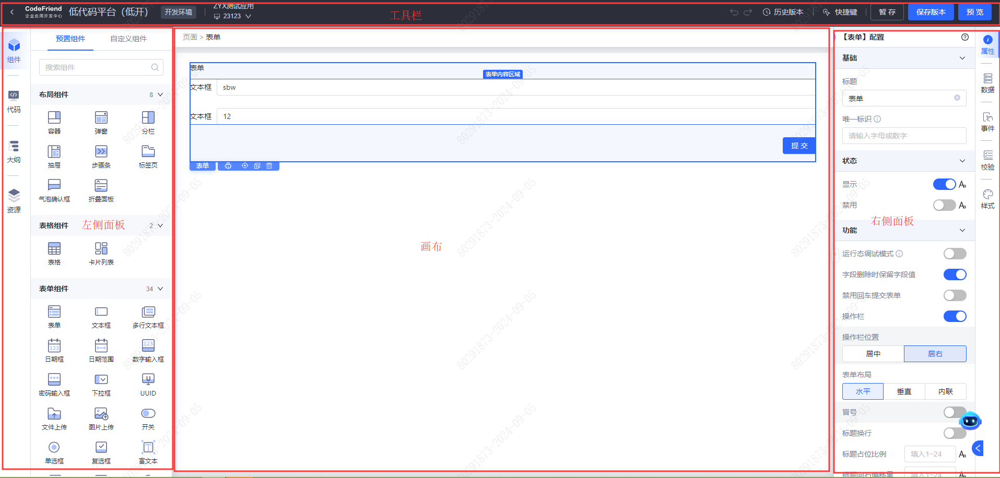 CodeFriend
企业应用开发中心
低代码平台（低开）
开发环境
ZYX测试应用
23123
工具栏
历史版本
快捷键
暂 存
保存版本
预 览
组件
代码
大纲
资源
预置组件
自定义组件
搜索组件
布局组件
8
容器
弹窗
分栏
抽屉
步骤条
标签页
气泡确认框
折叠面板
表格组件
左侧面板
2
表格
卡片列表
表单组件
34
表单
文本框
多行文本框
日期框
日期范围
数字输入框
密码输入框
下拉框
UUID
文件上传
图片上传
开关
单选框
复选框
富文本
页面 > 表单
表单
表单内容区域
文本框
sbw
文本框
12
提 交
表单
画布
【表单】配置
基础
标题
表单
唯一标识
请输入字母或数字
状态
显示
禁用
右侧面板
功能
运行态调试模式
字段删除时保留字段值
禁用回车提交表单
操作栏
操作栏位置
居中
居右
表单布局
水平
垂直
内联
冒号
标题换行
标题占位比例
填入1~24
标题向右偏移量
填入1~24
属性
数据
事件
校验
样式
80291873-2024-09-05